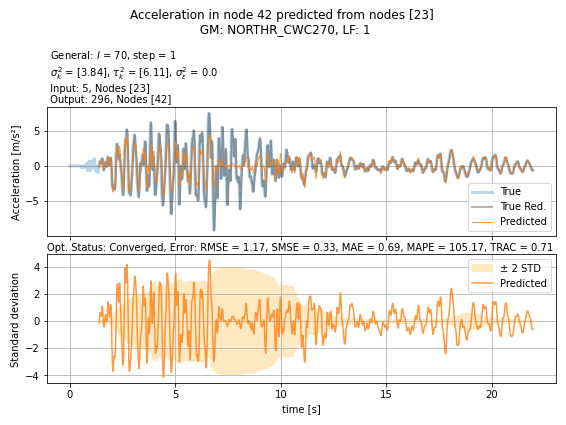 Acceleration in node 42 predicted from nodes [23]
GM: NORTHR_CWC270, LF: 1
General: l = 70, step = 1
σ²ₖ = [3.84], τ²ₖ = [6.11], σ²ε = 0.0
Input: 5, Nodes [23]
Output: 296, Nodes [42]
Acceleration [m/s²]
5
0
−5
True
True Red.
Predicted
Opt. Status: Converged, Error: RMSE = 1.17, SMSE = 0.33, MAE = 0.69, MAPE = 105.17, TRAC = 0.71
Standard deviation
4
2
0
−2
−4
± 2 STD
Predicted
0 5 10 15 20
time [s]